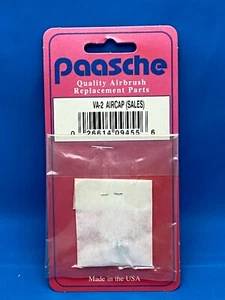 paasche
Quality Airbrush
Replacement Parts
VA-2 AIRCAP (SALES)
0 26614 09455 6
Made in the USA